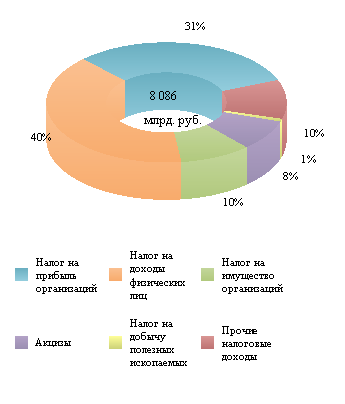 31%
8 086
млрд. руб.
40%
10%
1%
8%
10%
Налог на
прибыль
организаций
Налог на
доходы
физических
лиц
Налог на
имущество
организаций
Акцизы
Налог на
добычу
полезных
ископаемых
Прочие
налоговые
доходы